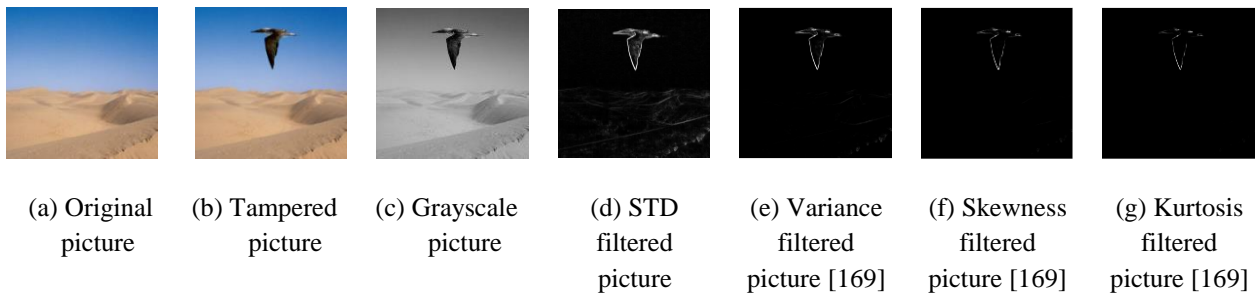 (a) Original picture
(b) Tampered picture
(c) Grayscale picture
(d) STD filtered picture
(e) Variance filtered picture [169]
(f) Skewness filtered picture [169]
(g) Kurtosis filtered picture [169]